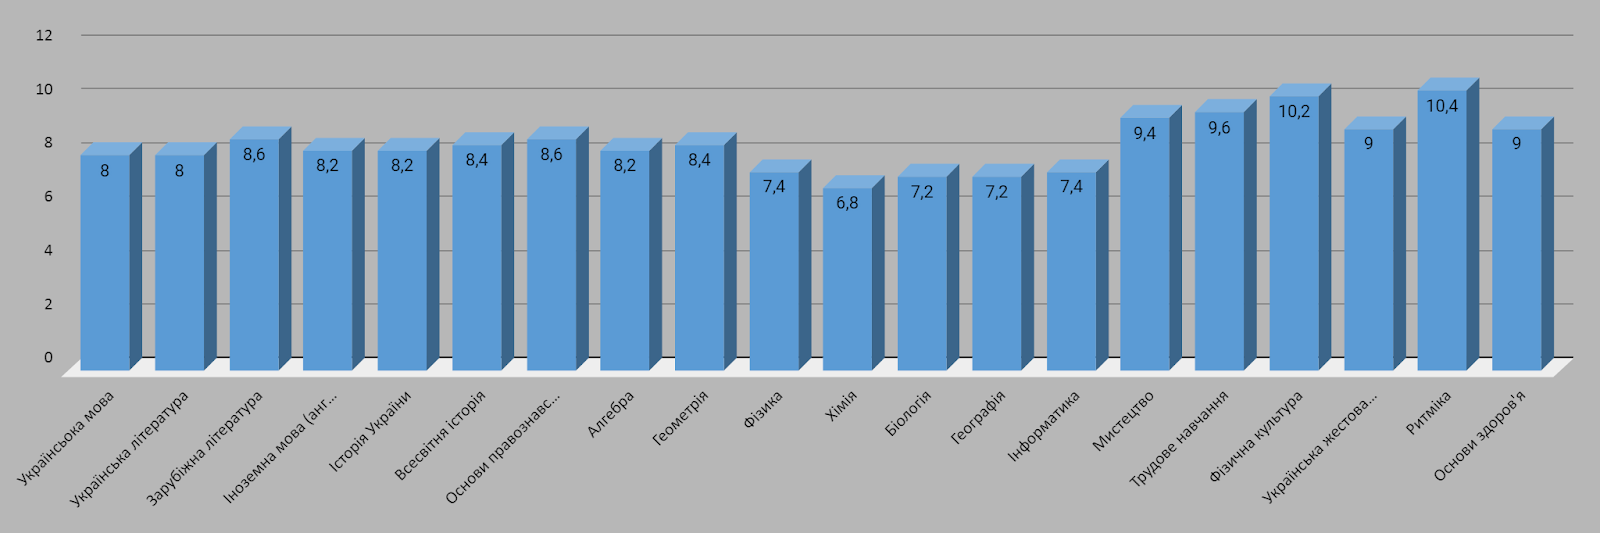 12
10
8
6
4
2
0
8
8
8,6
8,2
8,2
8,4
8,6
8,2
8,4
7,4
6,8
7,2
7,2
7,4
9,4
9,6
10,2
9
10,4
9
Українсьока мова
Українська література
Зарубіжна література
Іноземна мова (анг…
Історія України
Всесвітня історія
Основи правознавс…
Алгебра
Геометрія
Фізика
Хімія
Біологія
Географія
Інформатика
Мистецтво
Трудове навчання
Фізична культура
Українська жестова…
Ритміка
Основи здоров'я